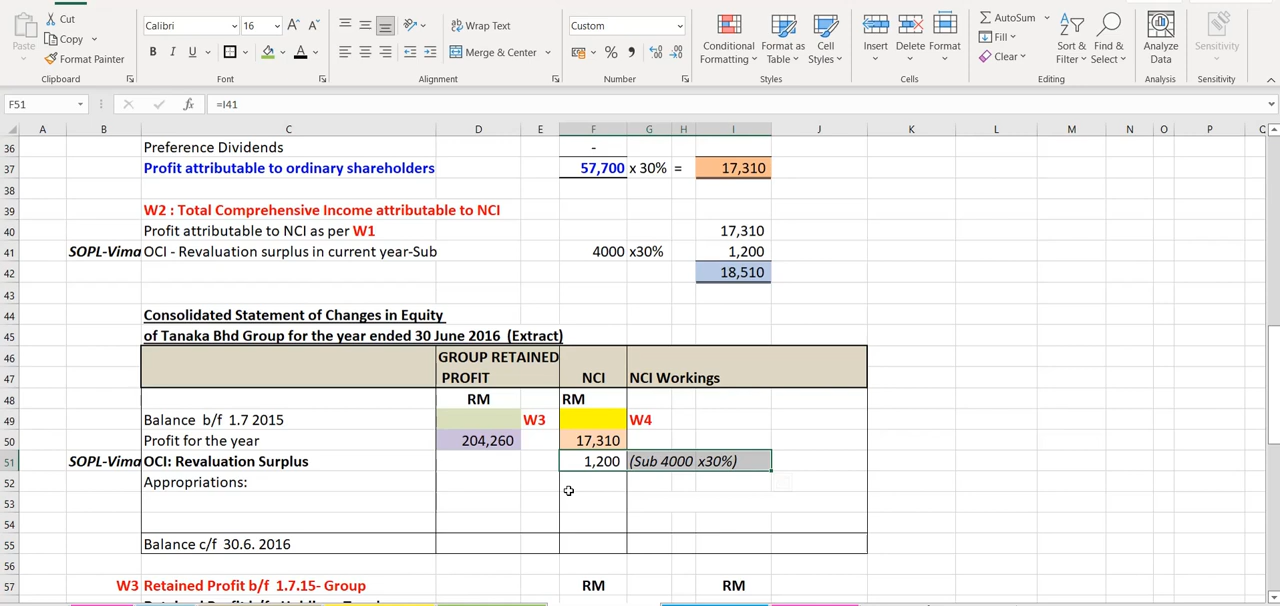 Cut
Calibri 16 A A Wrap Text Custom AutoSum
Paste Copy Fill
Format Painter B I U A Merge & Center % , Conditional Formatting Format as Table Cell Styles Insert Delete Format Clear Sort & Filter Find & Select Analyze Data Sensitivity
Clipboard Font Alignment Number Styles Cells Editing Analysis Sensitivity
F51 fx =I41
A B C D E F G H I J K L M N O P
36 Preference Dividends -
37 Profit attributable to ordinary shareholders 57,700 x 30% = 17,310
38
39 W2 : Total Comprehensive Income attributable to NCI
40 Profit attributable to NCI as per W1 17,310
41 SOPL-Vima OCI - Revaluation surplus in current year-Sub 4000 x30% 1,200
42 18,510
43
44 Consolidated Statement of Changes in Equity
45 of Tanaka Bhd Group for the year ended 30 June 2016 (Extract)
46 GROUP RETAINED
47 PROFIT NCI NCI Workings
48 RM RM
49 Balance b/f 1.7 2015 W3 W4
50 Profit for the year 204,260 17,310
51 SOPL-Vima OCI: Revaluation Surplus 1,200 (Sub 4000 x30%)
52 Appropriations:
53
54
55 Balance c/f 30.6. 2016
56
57 W3 Retained Profit b/f 1.7.15- Group RM RM